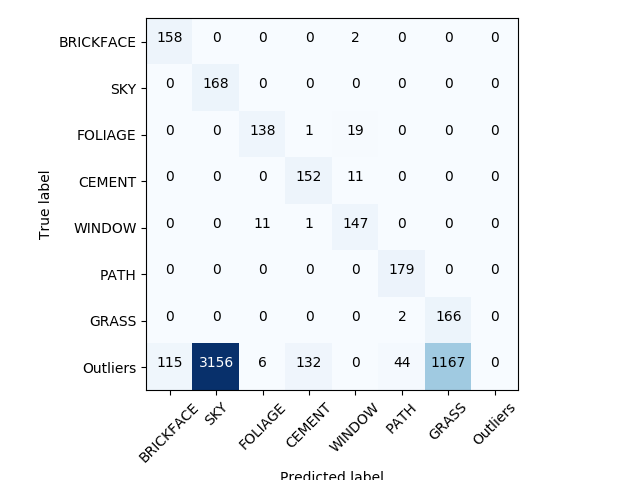 BRICKFACE 158 0 0 0 2 0 0 0
SKY 0 168 0 0 0 0 0 0
FOLIAGE 0 0 138 1 19 0 0 0
CEMENT 0 0 0 152 11 0 0 0
WINDOW 0 0 11 1 147 0 0 0
PATH 0 0 0 0 0 179 0 0
GRASS 0 0 0 0 0 2 166 0
Outliers 115 3156 6 132 0 44 1167 0
True label
BRICKFACE SKY FOLIAGE CEMENT WINDOW PATH GRASS Outliers
Predicted label